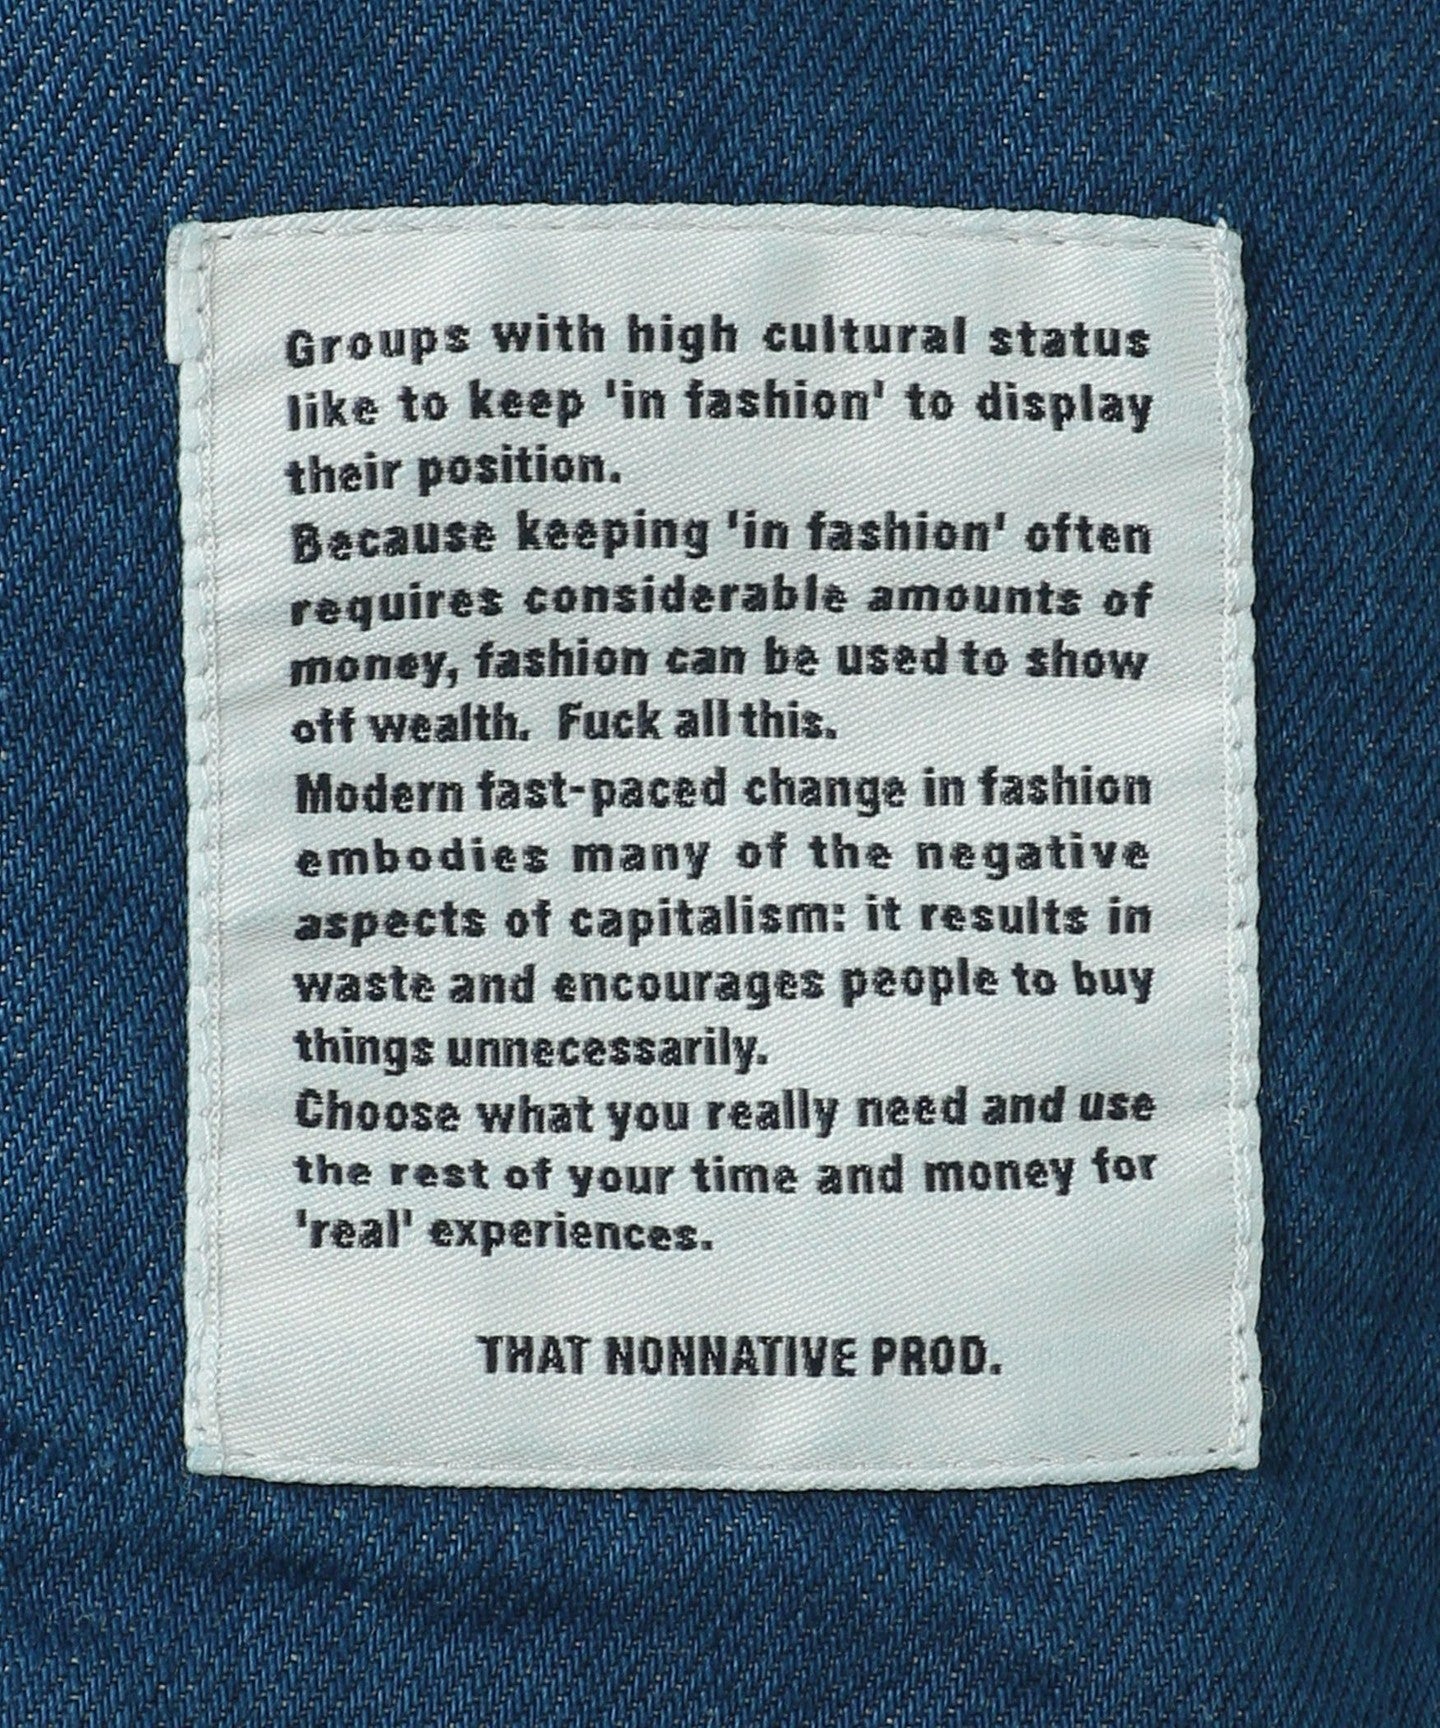 Groups with high cultural status
like to keep 'in fashion' to display
their position.
Because keeping 'in fashion' often
requires considerable amounts of
money, fashion can be used to show
off wealth. Fuck all this.
Modern fast-paced change in fashion
embodies many of the negative
aspects of capitalism: it results in
waste and encourages people to buy
things unnecessarily.
Choose what you really need and use
the rest of your time and money for
'real' experiences.
THAT NONNATIVE PROD.